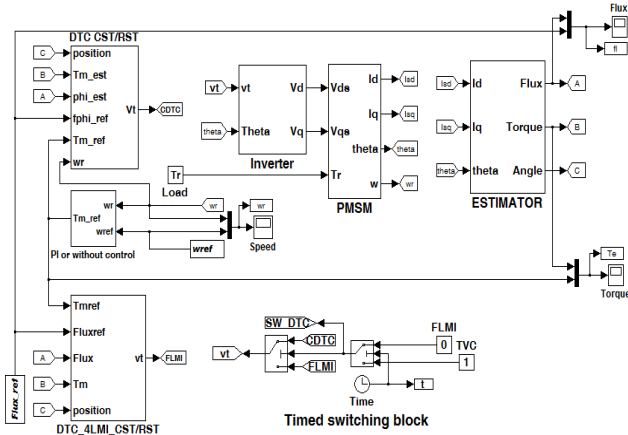 DTC CST/RST
C
position
B
Tm_est
A
phi_est
fphi_ref
Tm_ref
wr
Vt
CDTC
vt
vt
theta
Theta
Vd
Vq
Inverter
Tr
Load
Vds
Vqs
Tr
Id
Iq
theta
w
PMSM
Isd
Isq
theta
wr
Isd
Id
Isq
Iq
theta
theta
Flux
Torque
Angle
ESTIMATOR
A
B
C
Flux
fl
Tm_ref
wr
wref
PI or without control
wr
wref
wr
Speed
Te
Torque
Tmref
Fluxref
A
Flux
B
Tm
C
position
vt
FLMI
DTC_4LMI_CST/RST
Flux_ref
SW_DTC
CDTC
vt
FLMI
FLMI
0
TVC
1
Time
t
Timed switching block